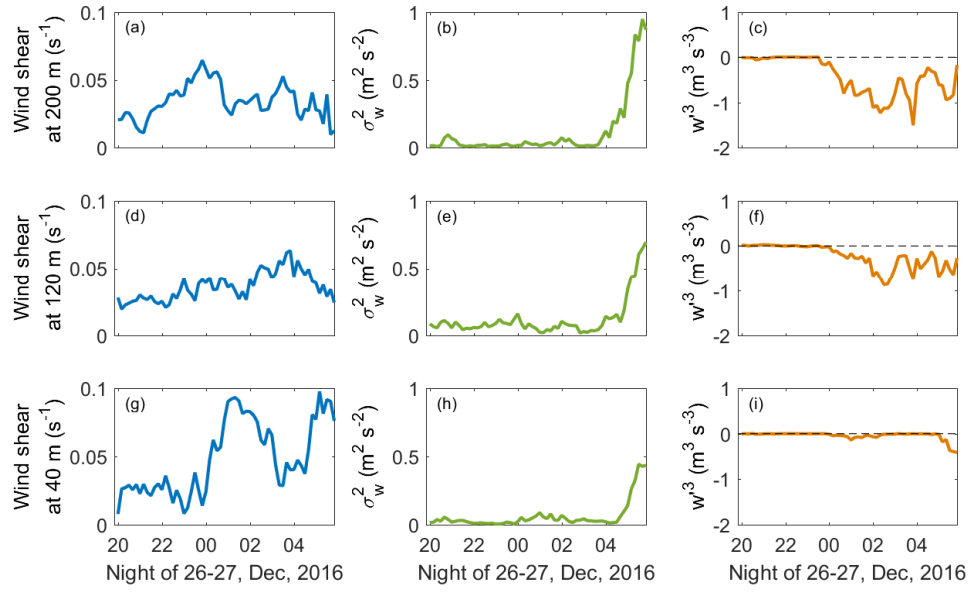 Wind shear
at 200 m (s⁻¹)
0.1
0.05
0
(a)
σ_w² (m² s⁻²)
1
0.5
0
(b)
w'³ (m³ s⁻³)
1
0
-1
-2
(c)
Wind shear
at 120 m (s⁻¹)
0.1
0.05
0
(d)
σ_w² (m² s⁻²)
1
0.5
0
(e)
w'³ (m³ s⁻³)
1
0
-1
-2
(f)
Wind shear
at 40 m (s⁻¹)
0.1
0.05
0
(g)
20 22 00 02 04
Night of 26-27, Dec, 2016
σ_w² (m² s⁻²)
1
0.5
0
(h)
20 22 00 02 04
Night of 26-27, Dec, 2016
w'³ (m³ s⁻³)
1
0
-1
-2
(i)
20 22 00 02 04
Night of 26-27, Dec, 2016